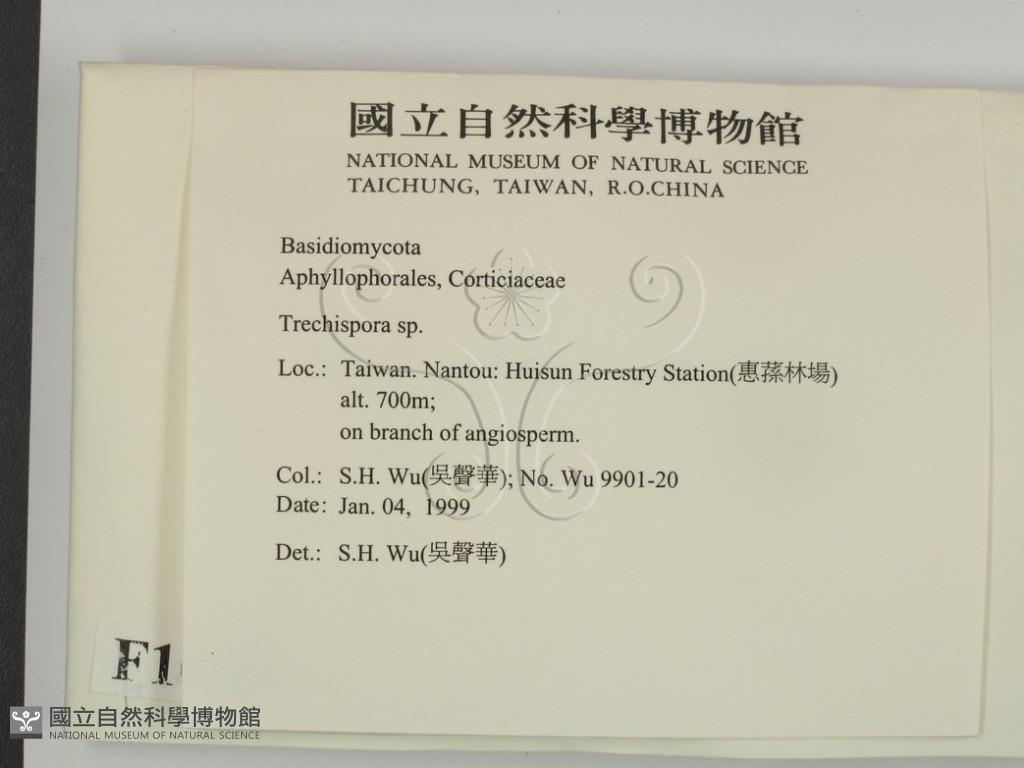 國立自然科學博物館
NATIONAL MUSEUM OF NATURAL SCIENCE
TAICHUNG, TAIWAN, R.O.CHINA
Basidiomycota
Aphyllophorales, Corticiaceae
Trechispora sp.
Loc.: Taiwan. Nantou: Huisun Forestry Station(惠蓀林場)
alt. 700m;
on branch of angiosperm.
Col.: S.H. Wu(吳聲華); No. Wu 9901-20
Date: Jan. 04, 1999
Det.: S.H. Wu(吳聲華)
F1
國立自然科學博物館
NATIONAL MUSEUM OF NATURAL SCIENCE